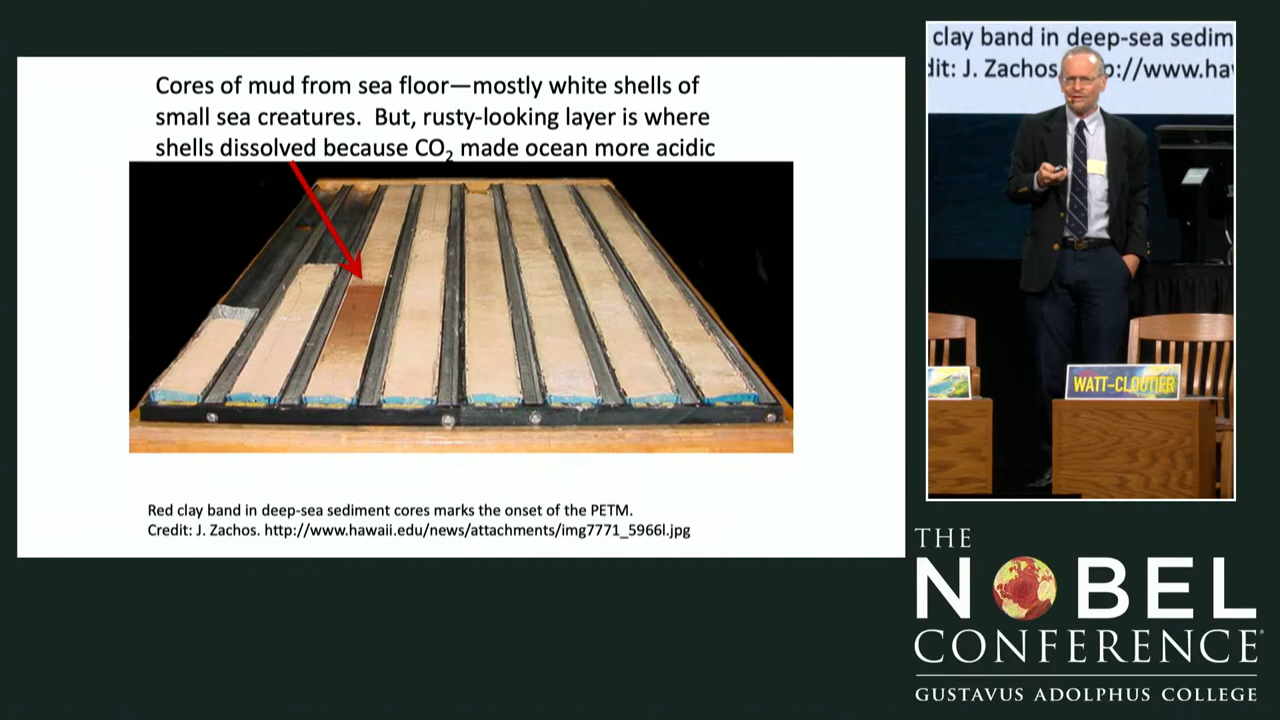 Cores of mud from sea floor—mostly white shells of
small sea creatures.  But, rusty-looking layer is where
shells dissolved because CO₂ made ocean more acidic
Red clay band in deep-sea sediment cores marks the onset of the PETM.
Credit: J. Zachos. http://www.hawaii.edu/news/attachments/img7771_5966l.jpg
clay band in deep-sea sedim
dit: J. Zachos. p://www.hav
WATT-CLOUTIER
THE
NOBEL
CONFERENCE®
GUSTAVUS ADOLPHUS COLLEGE